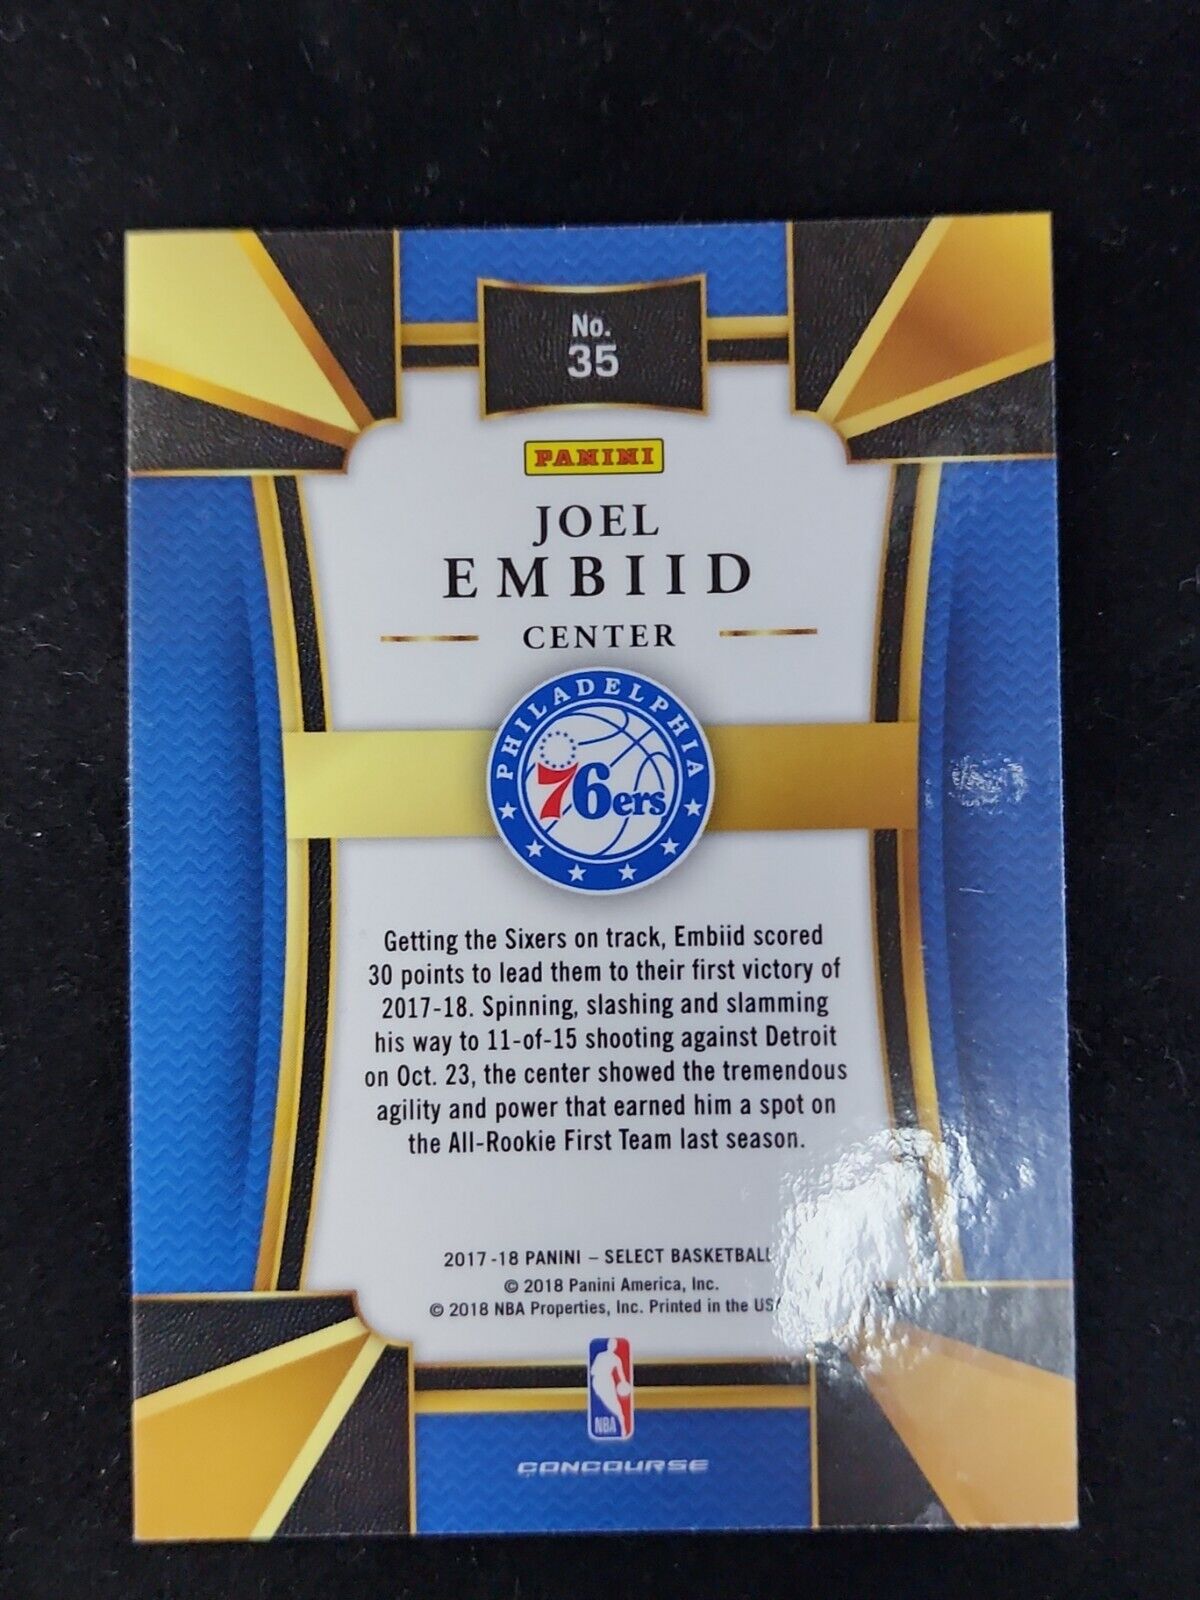 No.
35
PANINI
JOEL
EMBIID
CENTER
PHILADELPHIA
76ers
Getting the Sixers on track, Embiid scored
30 points to lead them to their first victory of
2017-18. Spinning, slashing and slamming
his way to 11-of-15 shooting against Detroit
on Oct. 23, the center showed the tremendous
agility and power that earned him a spot on
the All-Rookie First Team last season.
2017-18 PANINI – SELECT BASKETBALL
© 2018 Panini America, Inc.
© 2018 NBA Properties, Inc. Printed in the USA
NBA
CONCOURSE